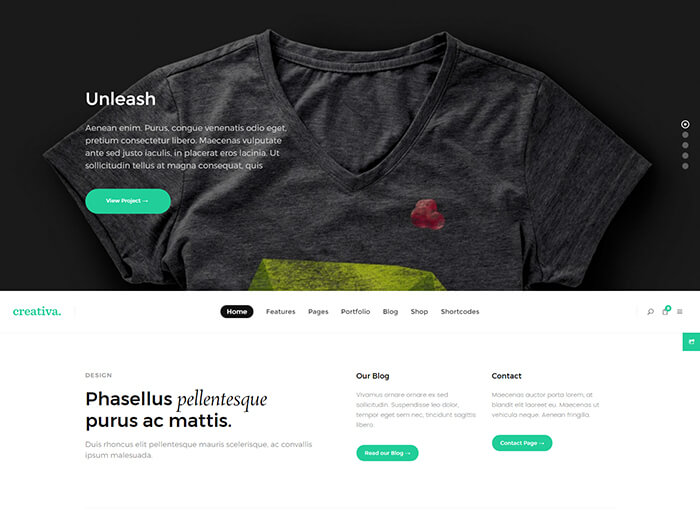 Unleash
Aenean enim. Purus, congue venenatis odio eget,
pretium consectetur libero. Maecenas vulputate
ante sed justo iaculis, in placerat eros lacinia. Ut
sollicitudin tellus at magna consequat, quis
View Project →
creativa.
Home Features Pages Portfolio Blog Shop Shortcodes
DESIGN
Phasellus pellentesque
purus ac mattis.
Duis rhoncus elit pellentesque mauris scelerisque, ac convallis
ipsum malesuada.
Our Blog
Vivamus ornare ornare ex sed
sollicitudin. Suspendisse leo dolor,
tempor eget sem nec, tincidunt sagittis
libero.
Read our Blog →
Contact
Maecenas auctor porta lorem, at
blandit elit laoreet eu. Maecenas ut
vehicula neque. Aenean fringilla.
Contact Page →